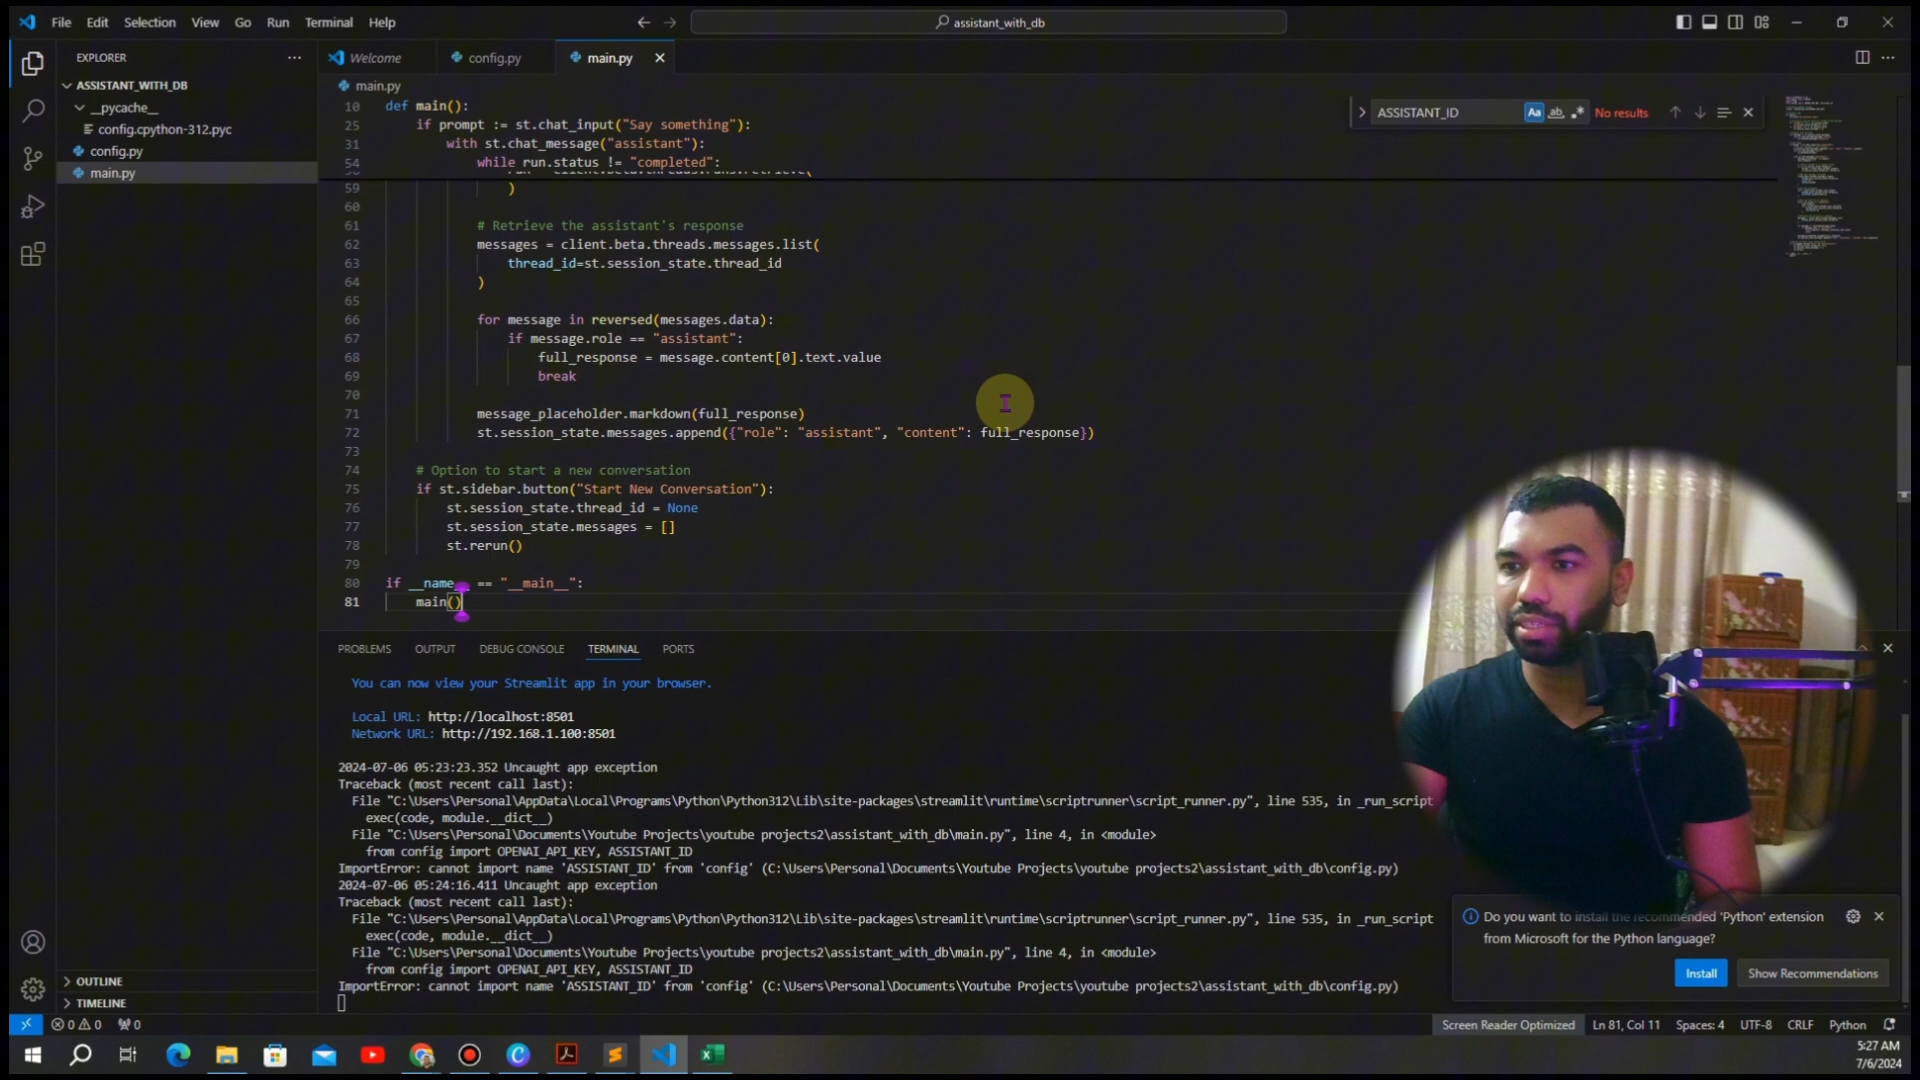 File Edit Selection View Go Run Terminal Help
assistant_with_db
EXPLORER
ASSISTANT_WITH_DB
__pycache__
config.cpython-312.pyc
config.py
main.py
OUTLINE
TIMELINE
Welcome config.py main.py
main.py
ASSISTANT_ID Aa ab No results
10 def main():
25 if prompt := st.chat_input("Say something"):
31 with st.chat_message("assistant"):
54 while run.status != "completed":
59 )
60
61 # Retrieve the assistant's response
62 messages = client.beta.threads.messages.list(
63 thread_id=st.session_state.thread_id
64 )
65
66 for message in reversed(messages.data):
67 if message.role == "assistant":
68 full_response = message.content[0].text.value
69 break
70
71 message_placeholder.markdown(full_response)
72 st.session_state.messages.append({"role": "assistant", "content": full_response})
73
74 # Option to start a new conversation
75 if st.sidebar.button("Start New Conversation"):
76 st.session_state.thread_id = None
77 st.session_state.messages = []
78 st.rerun()
79
80 if __name__ == "__main__":
81 main()
PROBLEMS OUTPUT DEBUG CONSOLE TERMINAL PORTS
You can now view your Streamlit app in your browser.
Local URL: http://localhost:8501
Network URL: http://192.168.1.100:8501
2024-07-06 05:23:23.352 Uncaught app exception
Traceback (most recent call last):
File "C:\Users\Personal\AppData\Local\Programs\Python\Python312\Lib\site-packages\streamlit\runtime\scriptrunner\script_runner.py", line 535, in _run_script
exec(code, module.__dict__)
File "C:\Users\Personal\Documents\Youtube Projects\youtube projects2\assistant_with_db\main.py", line 4, in <module>
from config import OPENAI_API_KEY, ASSISTANT_ID
ImportError: cannot import name 'ASSISTANT_ID' from 'config' (C:\Users\Personal\Documents\Youtube Projects\youtube projects2\assistant_with_db\config.py)
2024-07-06 05:24:16.411 Uncaught app exception
Traceback (most recent call last):
File "C:\Users\Personal\AppData\Local\Programs\Python\Python312\Lib\site-packages\streamlit\runtime\scriptrunner\script_runner.py", line 535, in _run_script
exec(code, module.__dict__)
File "C:\Users\Personal\Documents\Youtube Projects\youtube projects2\assistant_with_db\main.py", line 4, in <module>
from config import OPENAI_API_KEY, ASSISTANT_ID
ImportError: cannot import name 'ASSISTANT_ID' from 'config' (C:\Users\Personal\Documents\Youtube Projects\youtube projects2\assistant_with_db\config.py)
Do you want to install the recommended 'Python' extension
from Microsoft for the Python language?
Install Show Recommendations
0 0 0
Screen Reader Optimized Ln 81, Col 11 Spaces: 4 UTF-8 CRLF Python
5:27 AM
7/6/2024